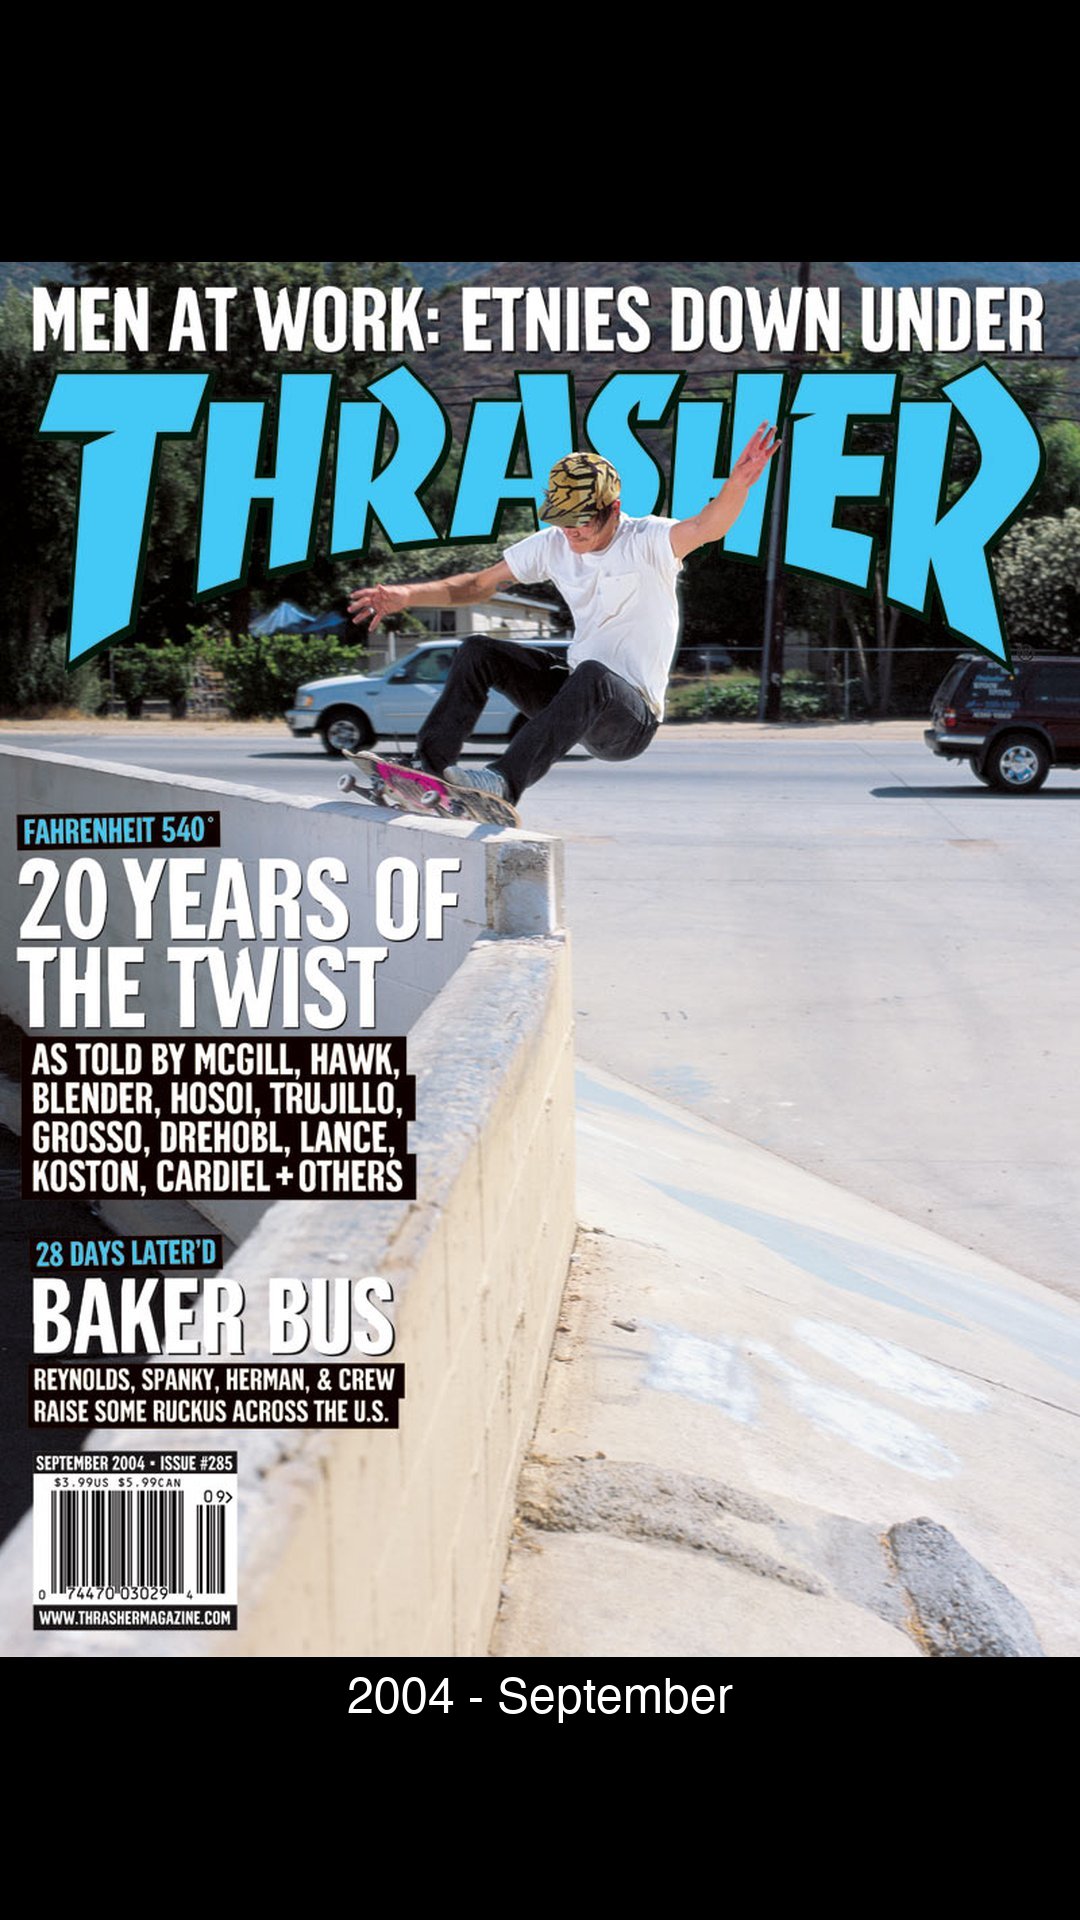 MEN AT WORK: ETNIES DOWN UNDER
THRASHER
FAHRENHEIT 540°
20 YEARS OF
THE TWIST
AS TOLD BY MCGILL, HAWK,
BLENDER, HOSOI, TRUJILLO,
GROSSO, DREHOBL, LANCE,
KOSTON, CARDIEL + OTHERS
28 DAYS LATER'D
BAKER BUS
REYNOLDS, SPANKY, HERMAN, & CREW
RAISE SOME RUCKUS ACROSS THE U.S.
SEPTEMBER 2004 • ISSUE #285
$3.99US $5.99CAN
09>
0 74470 03029 4
WWW.THRASHERMAGAZINE.COM
2004 - September